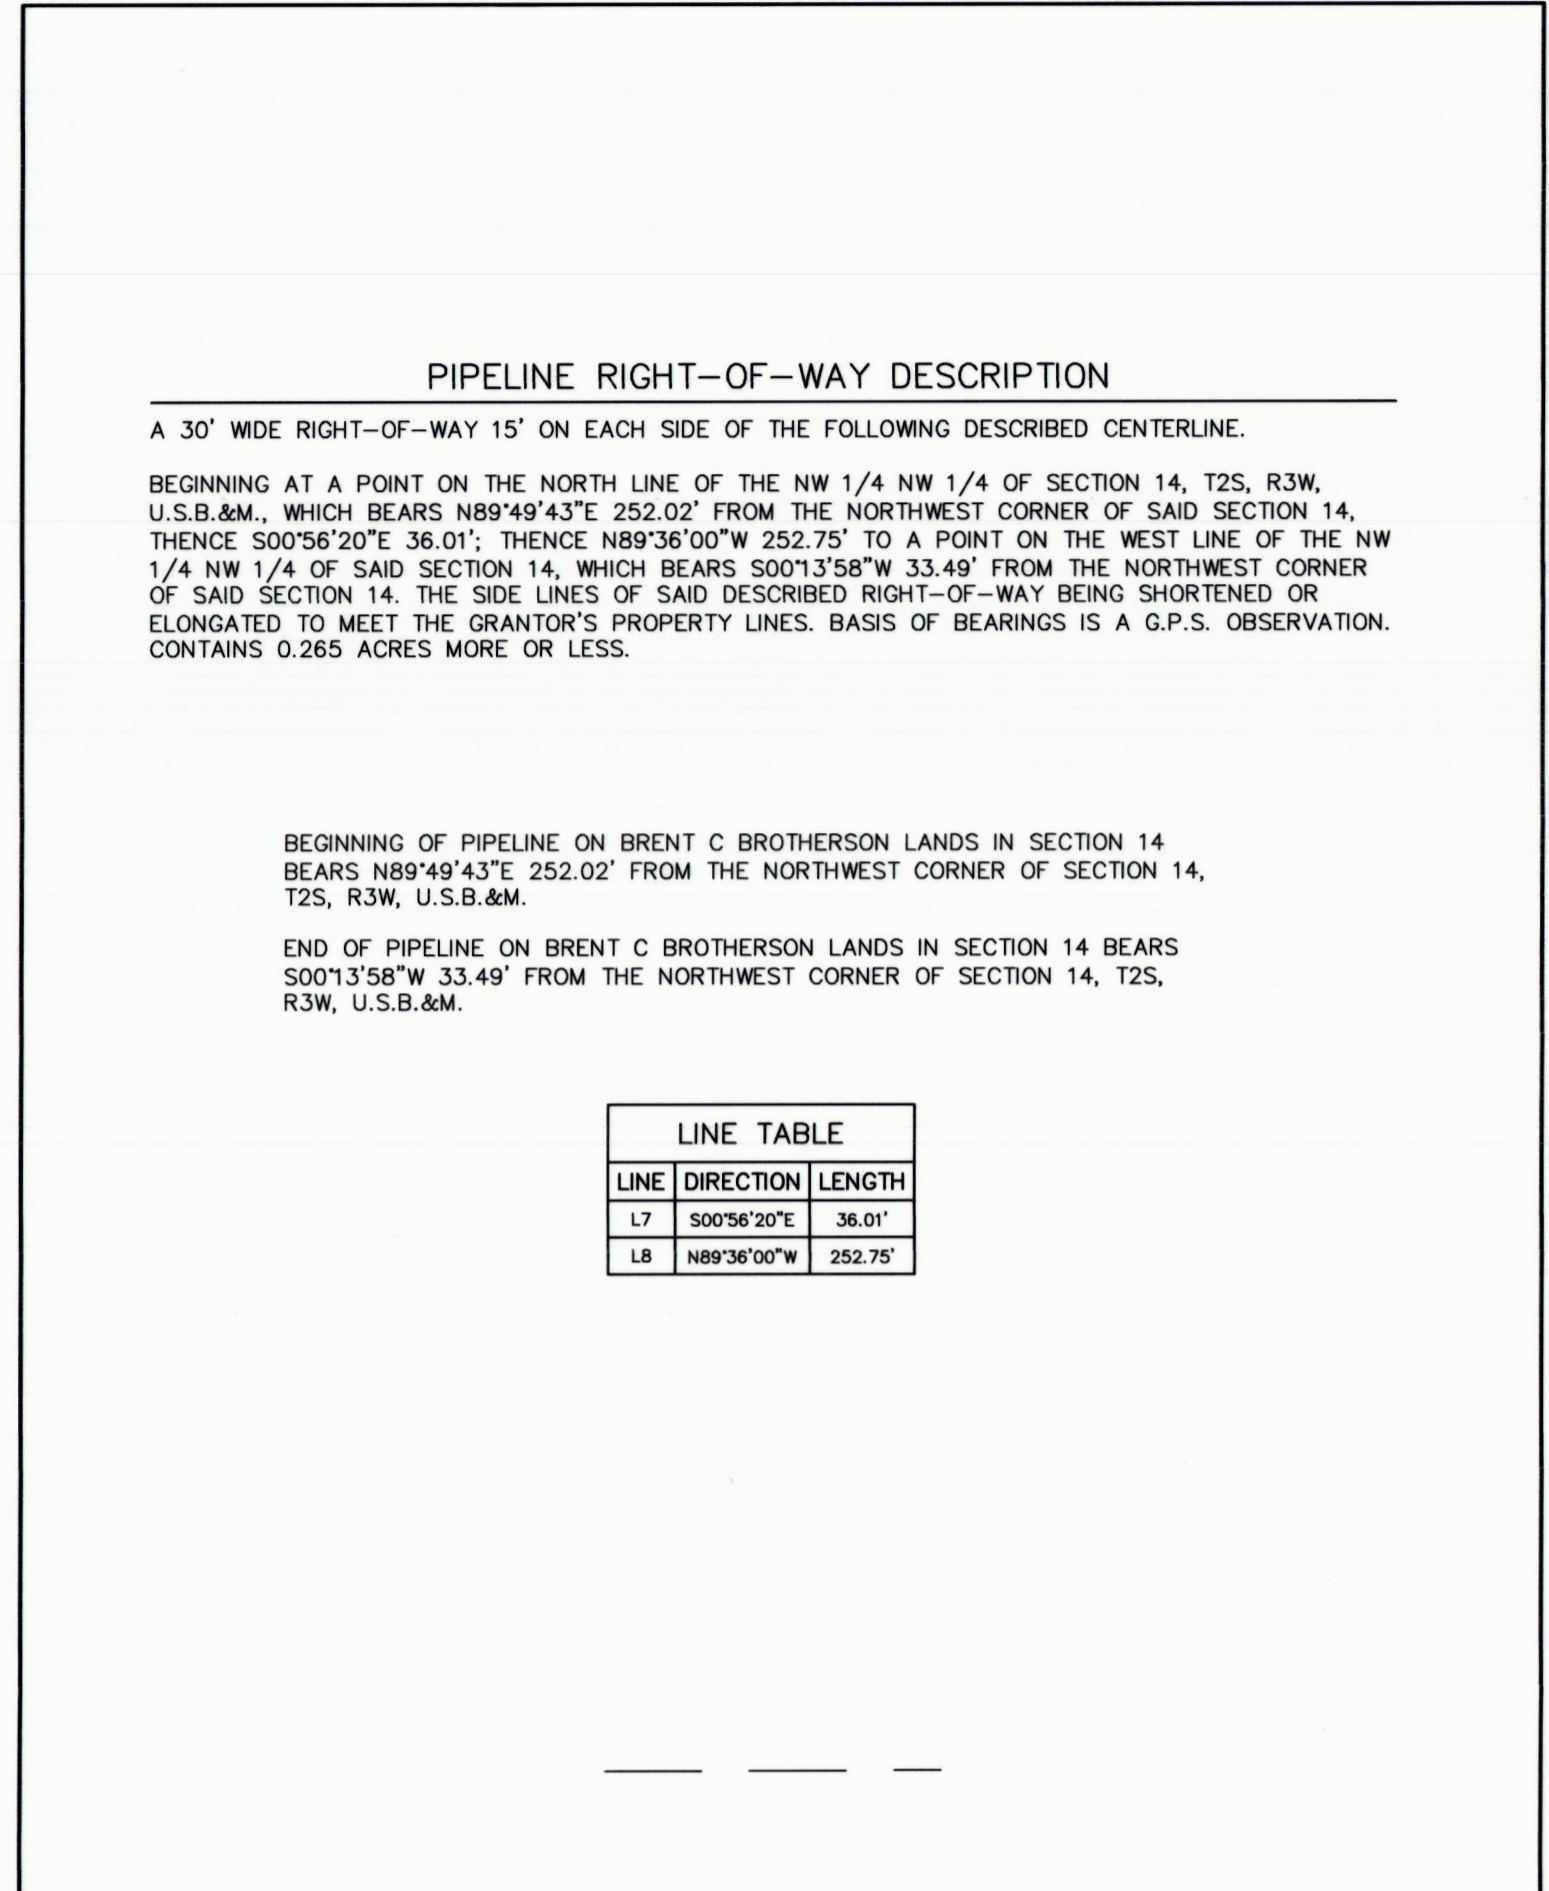 PIPELINE RIGHT-OF-WAY DESCRIPTION
A 30' WIDE RIGHT-OF-WAY 15' ON EACH SIDE OF THE FOLLOWING DESCRIBED CENTERLINE.
BEGINNING AT A POINT ON THE NORTH LINE OF THE NW 1/4 NW 1/4 OF SECTION 14, T2S, R3W,
U.S.B.&M., WHICH BEARS N89°49'43"E 252.02' FROM THE NORTHWEST CORNER OF SAID SECTION 14,
THENCE S00°56'20"E 36.01'; THENCE N89°36'00"W 252.75' TO A POINT ON THE WEST LINE OF THE NW
1/4 NW 1/4 OF SAID SECTION 14, WHICH BEARS S00°13'58"W 33.49' FROM THE NORTHWEST CORNER
OF SAID SECTION 14. THE SIDE LINES OF SAID DESCRIBED RIGHT-OF-WAY BEING SHORTENED OR
ELONGATED TO MEET THE GRANTOR'S PROPERTY LINES. BASIS OF BEARINGS IS A G.P.S. OBSERVATION.
CONTAINS 0.265 ACRES MORE OR LESS.
BEGINNING OF PIPELINE ON BRENT C BROTHERSON LANDS IN SECTION 14
BEARS N89°49'43"E 252.02' FROM THE NORTHWEST CORNER OF SECTION 14,
T2S, R3W, U.S.B.&M.
END OF PIPELINE ON BRENT C BROTHERSON LANDS IN SECTION 14 BEARS
S00°13'58"W 33.49' FROM THE NORTHWEST CORNER OF SECTION 14, T2S,
R3W, U.S.B.&M.
LINE TABLE
LINE DIRECTION LENGTH
L7 S00°56'20"E 36.01'
L8 N89°36'00"W 252.75'